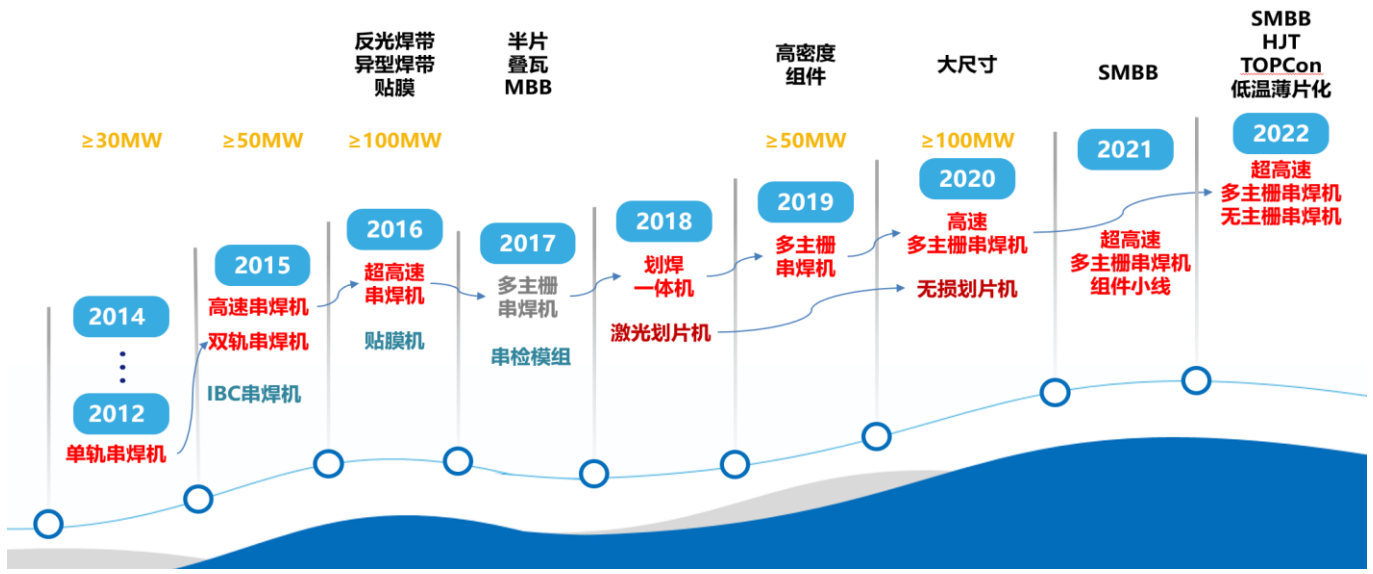 ≥30MW
2014
2012
单轨串焊机
≥50MW
2015
高速串焊机
双轨串焊机
IBC串焊机
反光焊带
异型焊带
贴膜
≥100MW
2016
超高速
串焊机
贴膜机
半片
叠瓦
MBB
2017
多主栅
串焊机
串检模组
2018
划焊
一体机
激光划片机
高密度
组件
≥50MW
2019
多主栅
串焊机
大尺寸
≥100MW
2020
高速
多主栅串焊机
无损划片机
SMBB
2021
超高速
多主栅串焊机
组件小线
SMBB
HJT
TOPCon
低温薄片化
2022
超高速
多主栅串焊机
无主栅串焊机